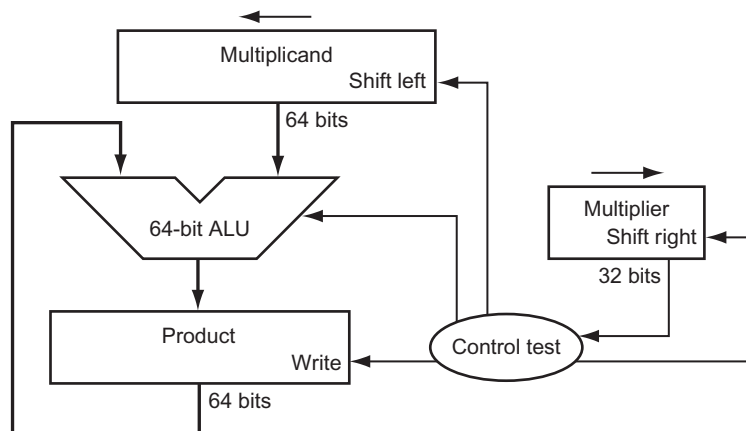 Multiplicand
Shift left
64 bits
64-bit ALU
Multiplier
Shift right
32 bits
Product
Write
Control test
64 bits